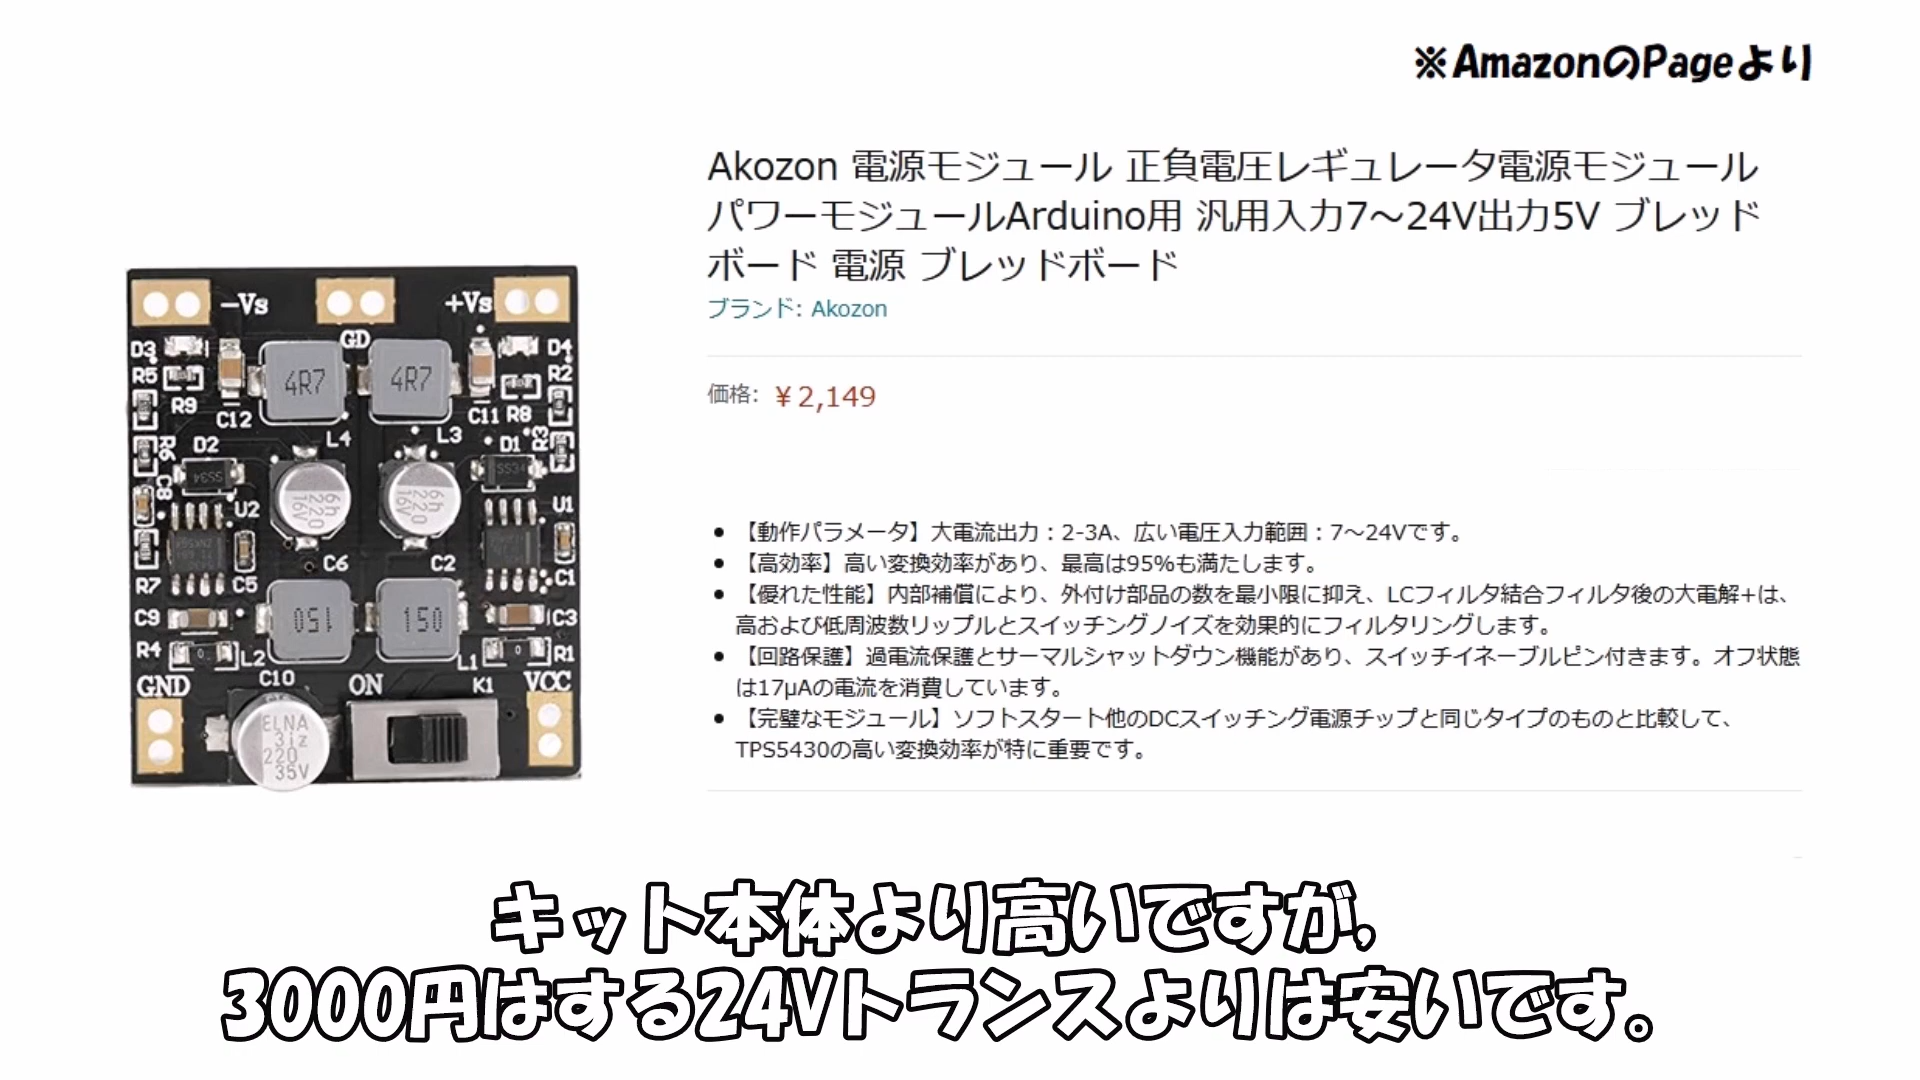 ※AmazonのPageより
Akozon 電源モジュール 正負電圧レギュレータ電源モジュール
パワーモジュールArduino用 汎用入力7～24V出力5V ブレッド
ボード 電源 ブレッドボード
ブランド: Akozon
価格: ￥2,149
• 【動作パラメータ】大電流出力：2-3A、広い電圧入力範囲：7～24Vです。
• 【高効率】高い変換効率があり、最高は95%も満たします。
• 【優れた性能】内部補償により、外付け部品の数を最小限に抑え、LCフィルタ結合フィルタ後の大電解+は、
高および低周波数リップルとスイッチングノイズを効果的にフィルタリングします。
• 【回路保護】過電流保護とサーマルシャットダウン機能があり、スイッチイネーブルピン付きます。オフ状態
は17μAの電流を消費しています。
• 【完璧なモジュール】ソフトスタート他のDCスイッチング電源チップと同じタイプのものと比較して、
TPS5430の高い変換効率が特に重要です。
-Vs +Vs
GD
D3 D4
R5 4R7 4R7 R2
R9 C12 C11 R8
L4 L3
R6 D2 D1 R3
SS34 SS34
C8 6h 220 16V 6h 220 16V
U2 U1
C6 C2
R7 C5 C1
C9 150 150 C3
R4 0 L2 L1 0 R1
GND C10 ON K1 VCC
ELNA
3iz
220
35V
キット本体より高いですが,
3000円はする24Vトランスよりは安いです。